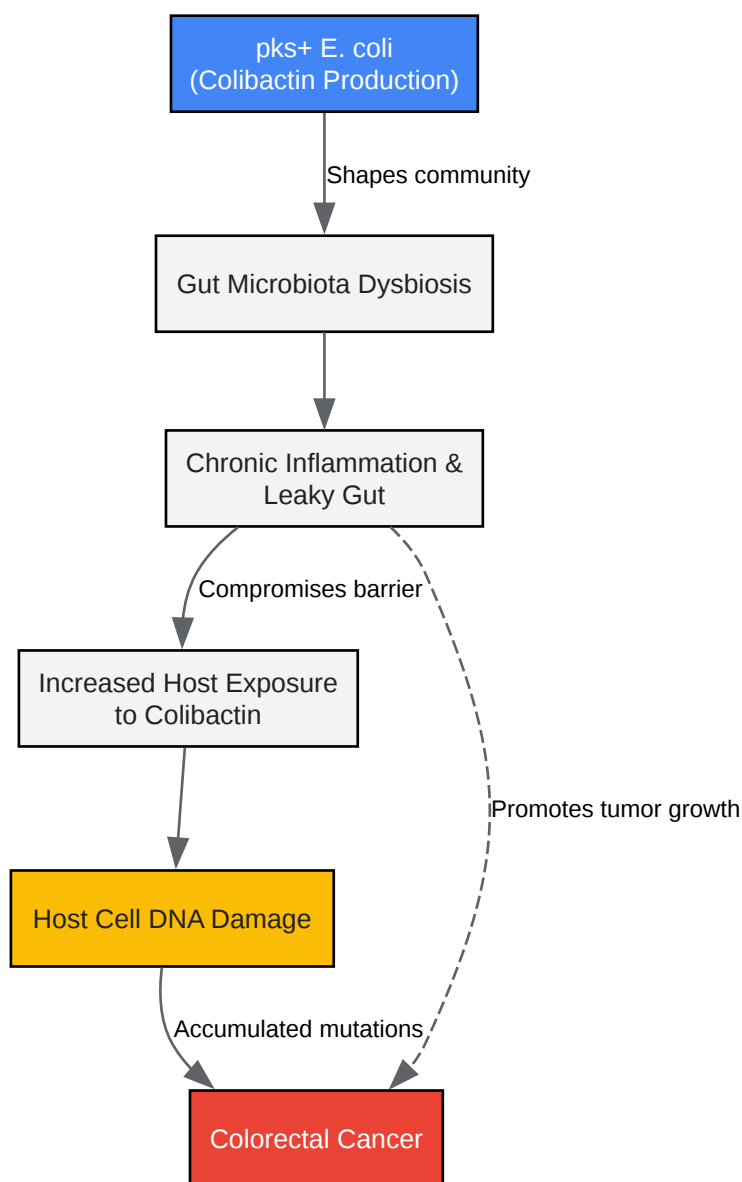 pks+ E. coli
(Colibactin Production)
Shapes community
Gut Microbiota Dysbiosis
Chronic Inflammation &
Leaky Gut
Compromises barrier
Increased Host Exposure
to Colibactin
Promotes tumor growth
Host Cell DNA Damage
Accumulated mutations
Colorectal Cancer